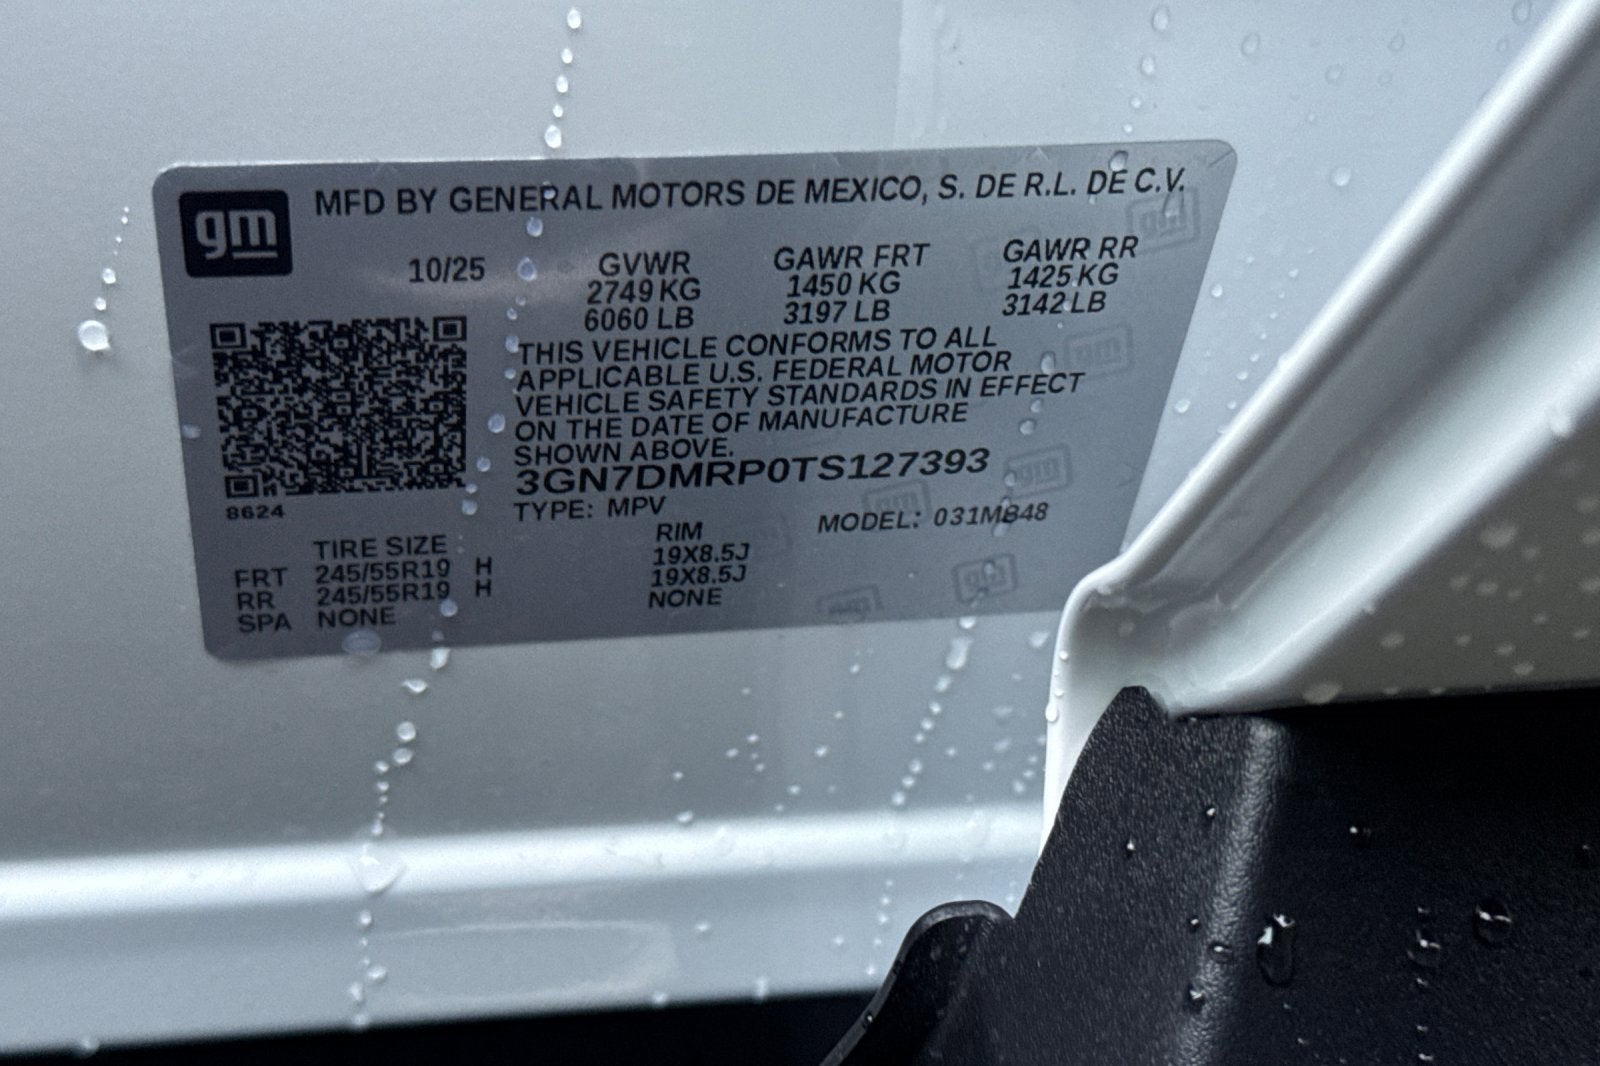 gm
MFD BY GENERAL MOTORS DE MEXICO, S. DE R.L. DE C.V.
10/25 GVWR GAWR FRT GAWR RR
2749 KG 1450 KG 1425 KG
6060 LB 3197 LB 3142 LB
THIS VEHICLE CONFORMS TO ALL
APPLICABLE U.S. FEDERAL MOTOR
VEHICLE SAFETY STANDARDS IN EFFECT
ON THE DATE OF MANUFACTURE
SHOWN ABOVE.
3GN7DMRP0TS127393
8624
TYPE: MPV MODEL: 031MB48
TIRE SIZE RIM
FRT 245/55R19 H 19X8.5J
RR 245/55R19 H 19X8.5J
SPA NONE NONE